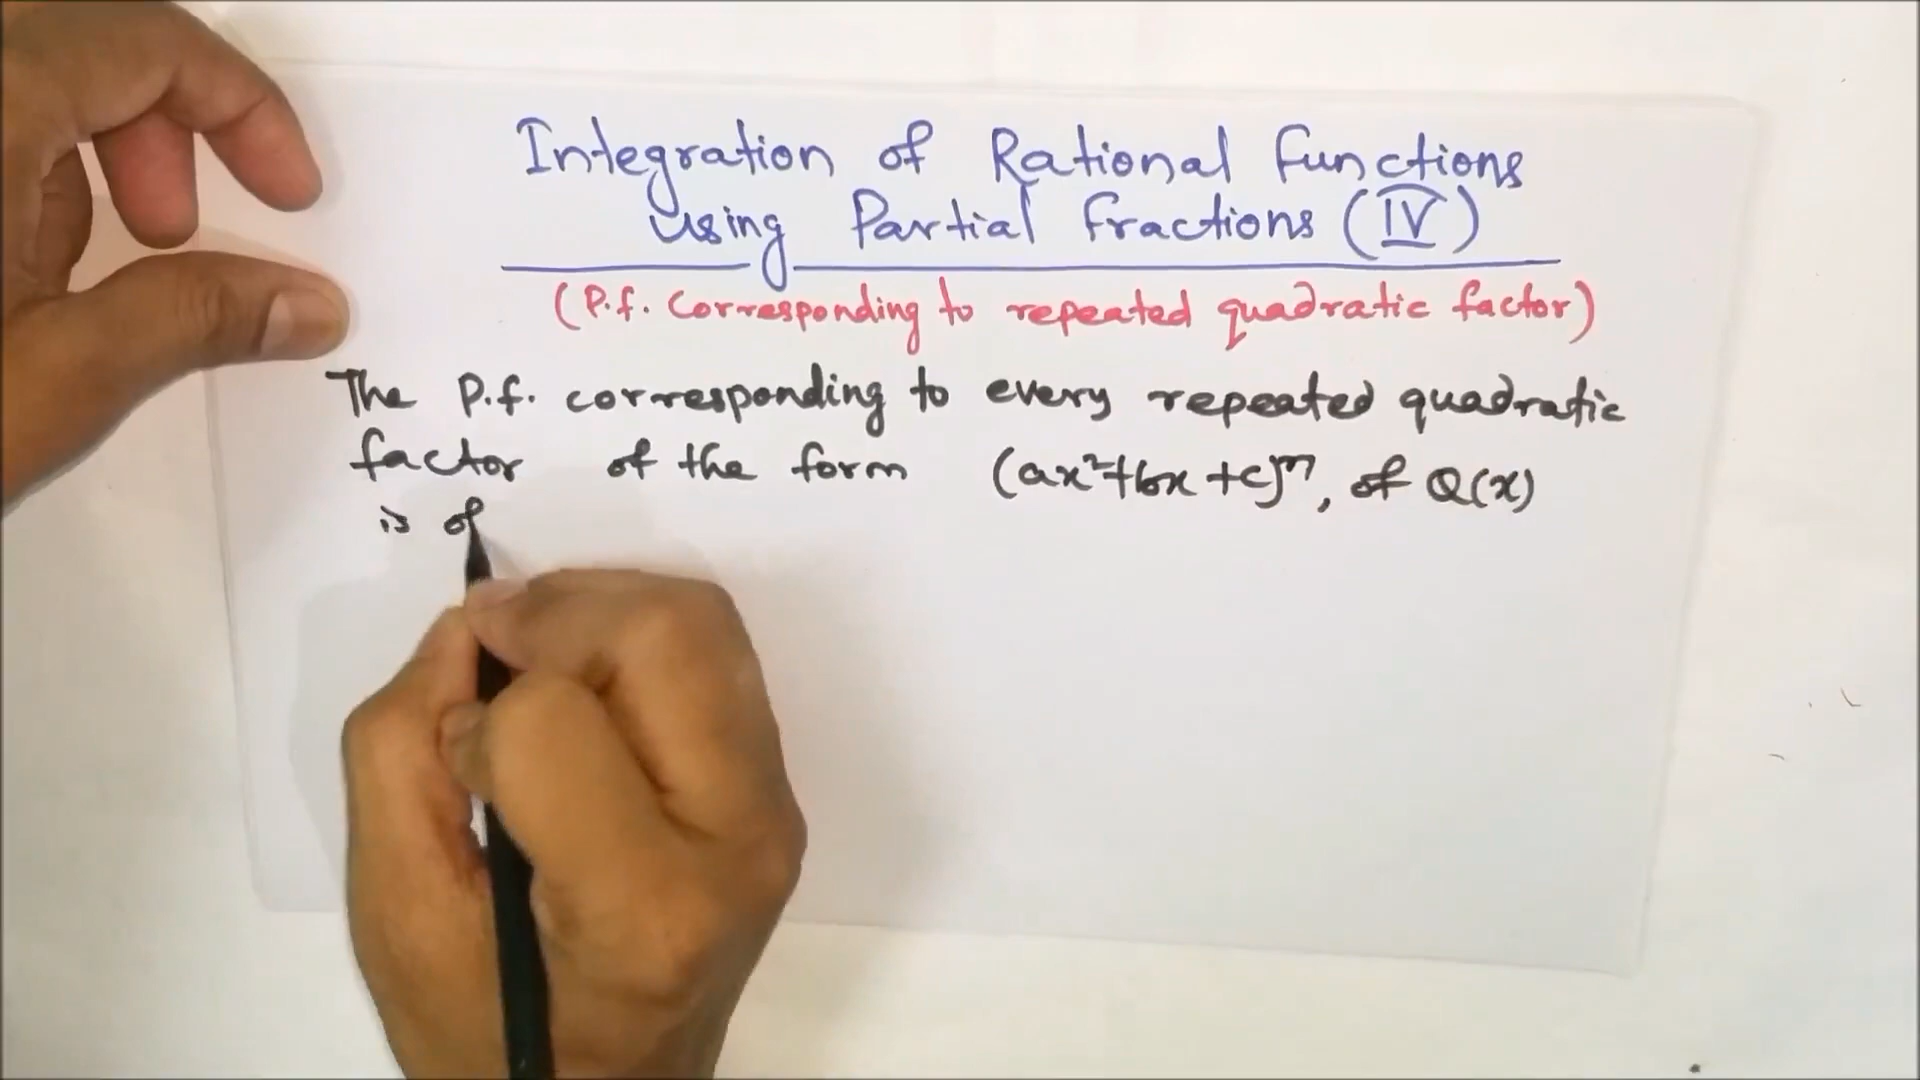 Integration of Rational Functions
using Partial Fractions (IV)
(P.f. Corresponding to repeated quadratic factor)
The P.f. corresponding to every repeated quadratic
factor of the form (ax²+bx+c)ⁿ, of Q(x)
is of